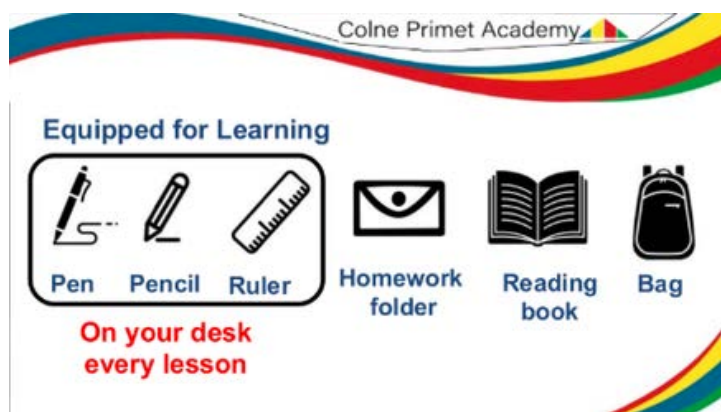 Colne Primet Academy
Equipped for Learning
Pen Pencil Ruler
Homework
folder
Reading
book
Bag
On your desk
every lesson